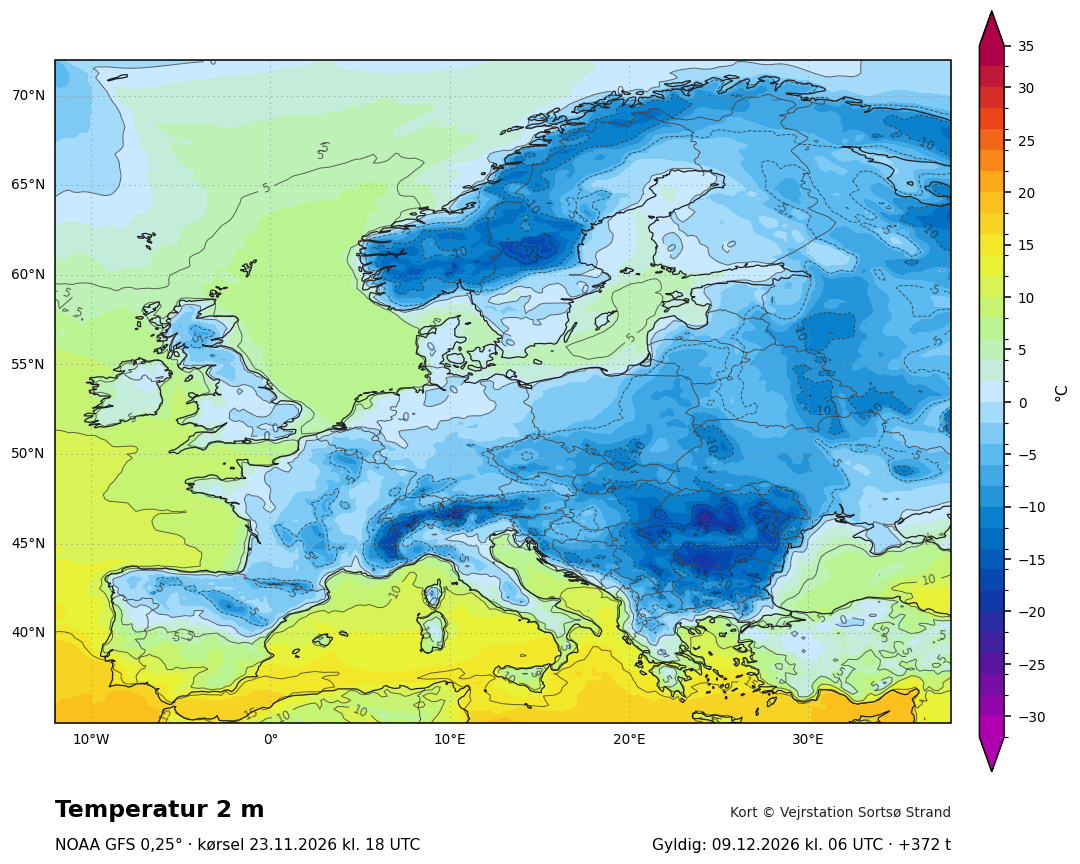 70°N
65°N
60°N
55°N
50°N
45°N
40°N
10°W
0°
10°E
20°E
30°E
35
30
25
20
15
10
5
0
−5
−10
−15
−20
−25
−30
°C
Temperatur 2 m
Kort © Vejrstation Sortsø Strand
NOAA GFS 0,25° · kørsel 23.11.2026 kl. 18 UTC
Gyldig: 09.12.2026 kl. 06 UTC · +372 t